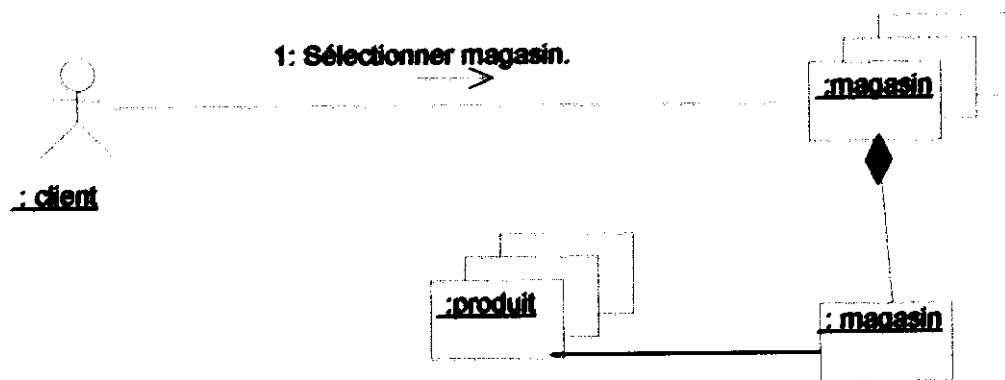 1: Sélectionner magasin.
:magasin
: client
:produit
: magasin